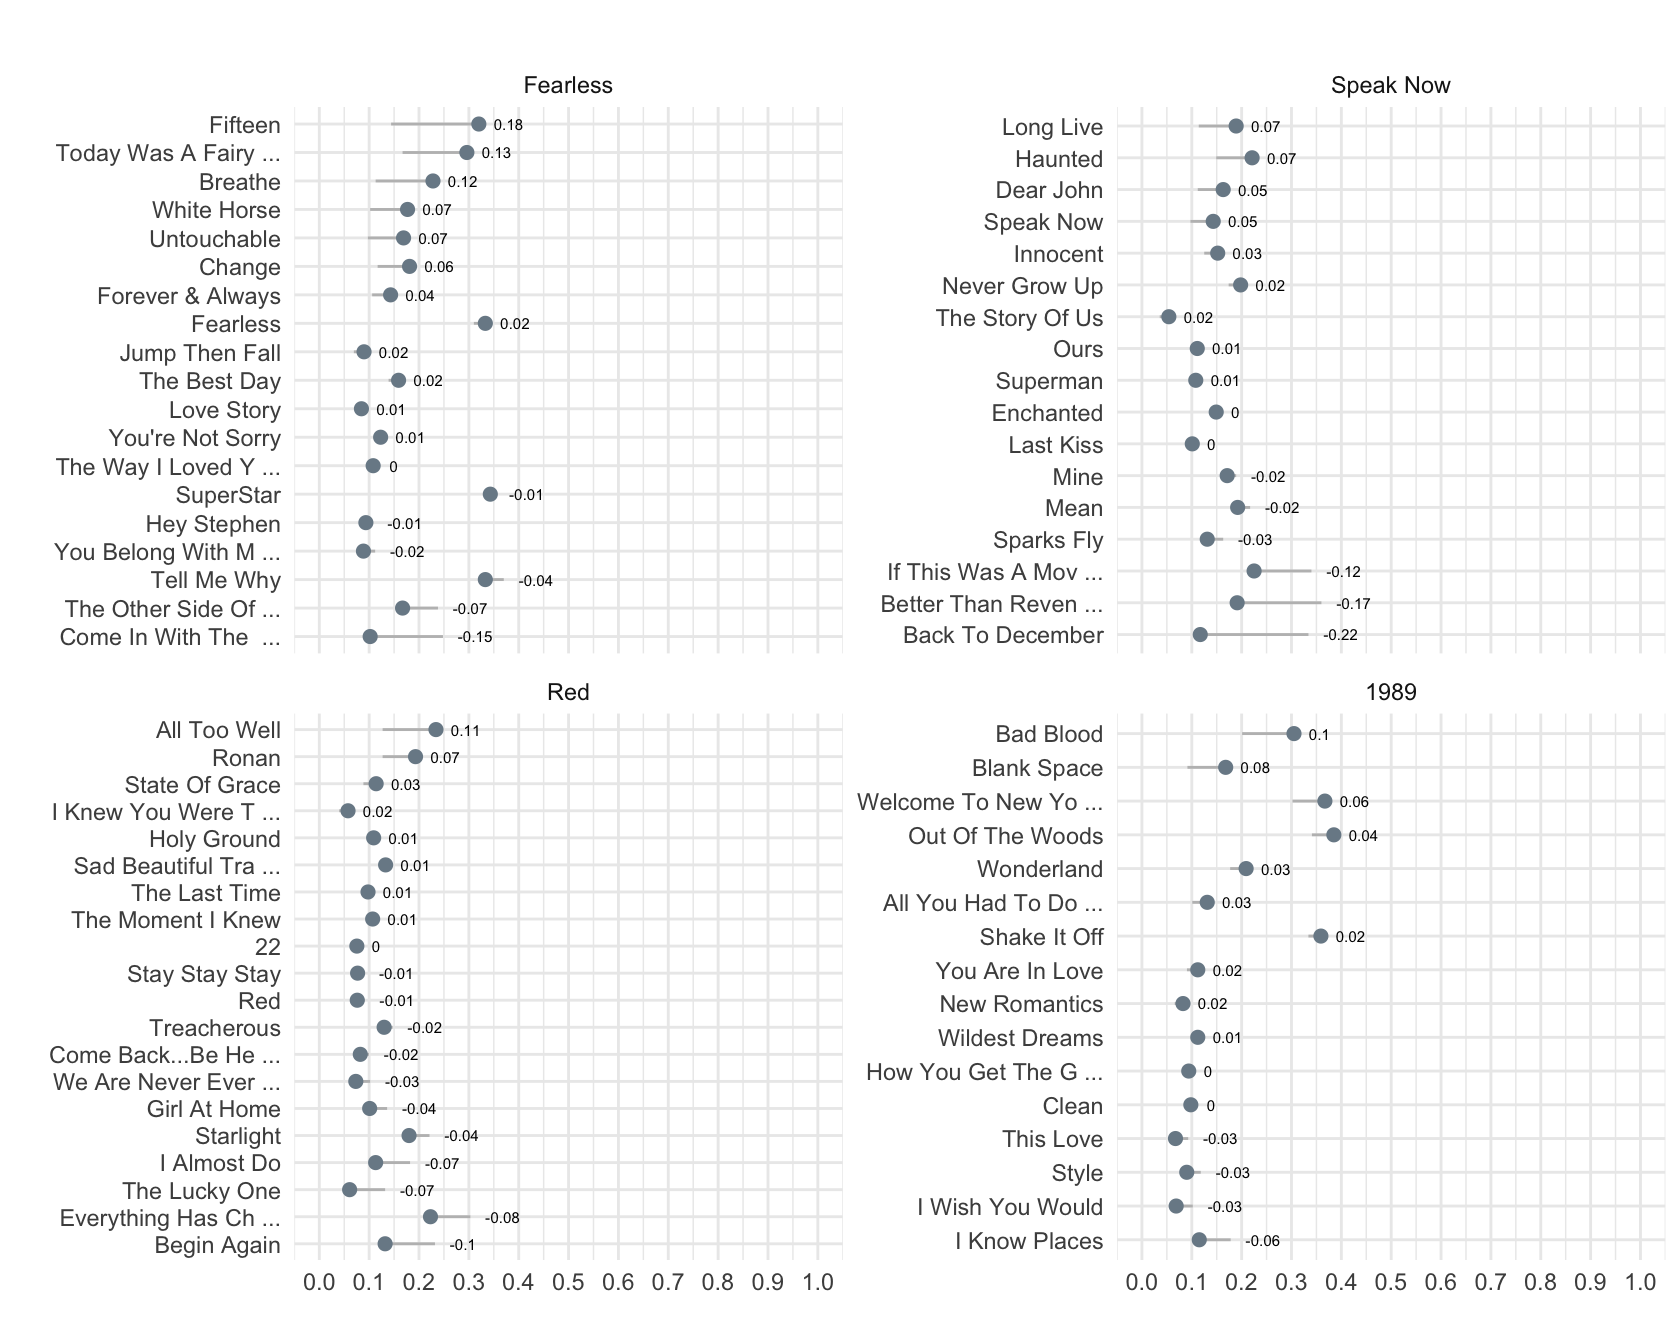 Fearless
Fifteen 0.18
Today Was A Fairy ... 0.13
Breathe 0.12
White Horse 0.07
Untouchable 0.07
Change 0.06
Forever & Always 0.04
Fearless 0.02
Jump Then Fall 0.02
The Best Day 0.02
Love Story 0.01
You're Not Sorry 0.01
The Way I Loved Y ... 0
SuperStar -0.01
Hey Stephen -0.01
You Belong With M ... -0.02
Tell Me Why -0.04
The Other Side Of ... -0.07
Come In With The  ... -0.15
Speak Now
Long Live 0.07
Haunted 0.07
Dear John 0.05
Speak Now 0.05
Innocent 0.03
Never Grow Up 0.02
The Story Of Us 0.02
Ours 0.01
Superman 0.01
Enchanted 0
Last Kiss 0
Mine -0.02
Mean -0.02
Sparks Fly -0.03
If This Was A Mov ... -0.12
Better Than Reven ... -0.17
Back To December -0.22
Red
All Too Well 0.11
Ronan 0.07
State Of Grace 0.03
I Knew You Were T ... 0.02
Holy Ground 0.01
Sad Beautiful Tra ... 0.01
The Last Time 0.01
The Moment I Knew 0.01
22 0
Stay Stay Stay -0.01
Red -0.01
Treacherous -0.02
Come Back...Be He ... -0.02
We Are Never Ever ... -0.03
Girl At Home -0.04
Starlight -0.04
I Almost Do -0.07
The Lucky One -0.07
Everything Has Ch ... -0.08
Begin Again -0.1
0.0 0.1 0.2 0.3 0.4 0.5 0.6 0.7 0.8 0.9 1.0
1989
Bad Blood 0.1
Blank Space 0.08
Welcome To New Yo ... 0.06
Out Of The Woods 0.04
Wonderland 0.03
All You Had To Do ... 0.03
Shake It Off 0.02
You Are In Love 0.02
New Romantics 0.02
Wildest Dreams 0.01
How You Get The G ... 0
Clean 0
This Love -0.03
Style -0.03
I Wish You Would -0.03
I Know Places -0.06
0.0 0.1 0.2 0.3 0.4 0.5 0.6 0.7 0.8 0.9 1.0